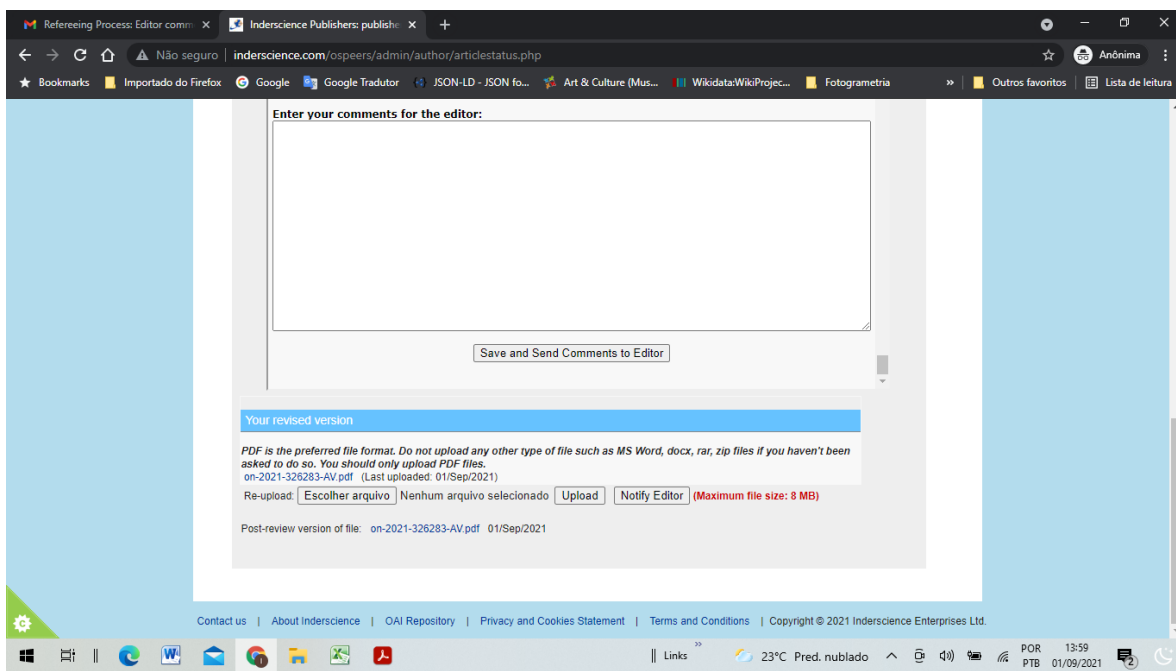 Refereeing Process: Editor comm
Inderscience Publishers: publishe
Não seguro | inderscience.com/ospeers/admin/author/articlestatus.php
Anônima
Bookmarks Importado do Firefox Google Google Tradutor JSON-LD - JSON fo... Art & Culture (Mus... Wikidata:WikiProjec... Fotogrametria » Outros favoritos Lista de leitura
Enter your comments for the editor:
Save and Send Comments to Editor
Your revised version
PDF is the preferred file format. Do not upload any other type of file such as MS Word, docx, rar, zip files if you haven't been
asked to do so. You should only upload PDF files.
on-2021-326283-AV.pdf (Last uploaded: 01/Sep/2021)
Re-upload: Escolher arquivo Nenhum arquivo selecionado Upload Notify Editor (Maximum file size: 8 MB)
Post-review version of file: on-2021-326283-AV.pdf 01/Sep/2021
Contact us | About Inderscience | OAI Repository | Privacy and Cookies Statement | Terms and Conditions | Copyright © 2021 Inderscience Enterprises Ltd.
Links » 23°C Pred. nublado POR 13:59
PTB 01/09/2021 2